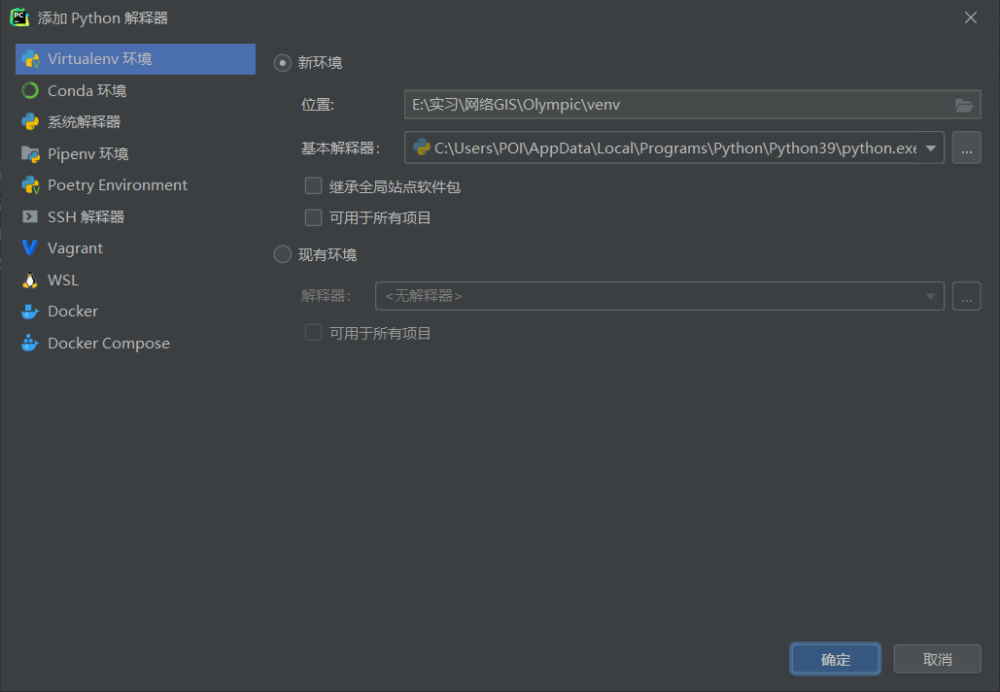 添加 Python 解释器
Virtualenv 环境
Conda 环境
系统解释器
Pipenv 环境
Poetry Environment
SSH 解释器
Vagrant
WSL
Docker
Docker Compose
新环境
位置: E:\实习\网络GIS\Olympic\venv
基本解释器: C:\Users\POI\AppData\Local\Programs\Python\Python39\python.exe ...
继承全局站点软件包
可用于所有项目
现有环境
解释器: <无解释器> ...
可用于所有项目
确定 取消